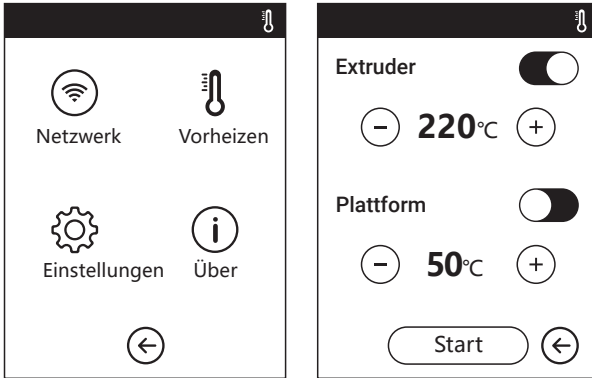 Netzwerk Vorheizen
Einstellungen Über
Extruder
220℃
Plattform
50℃
Start